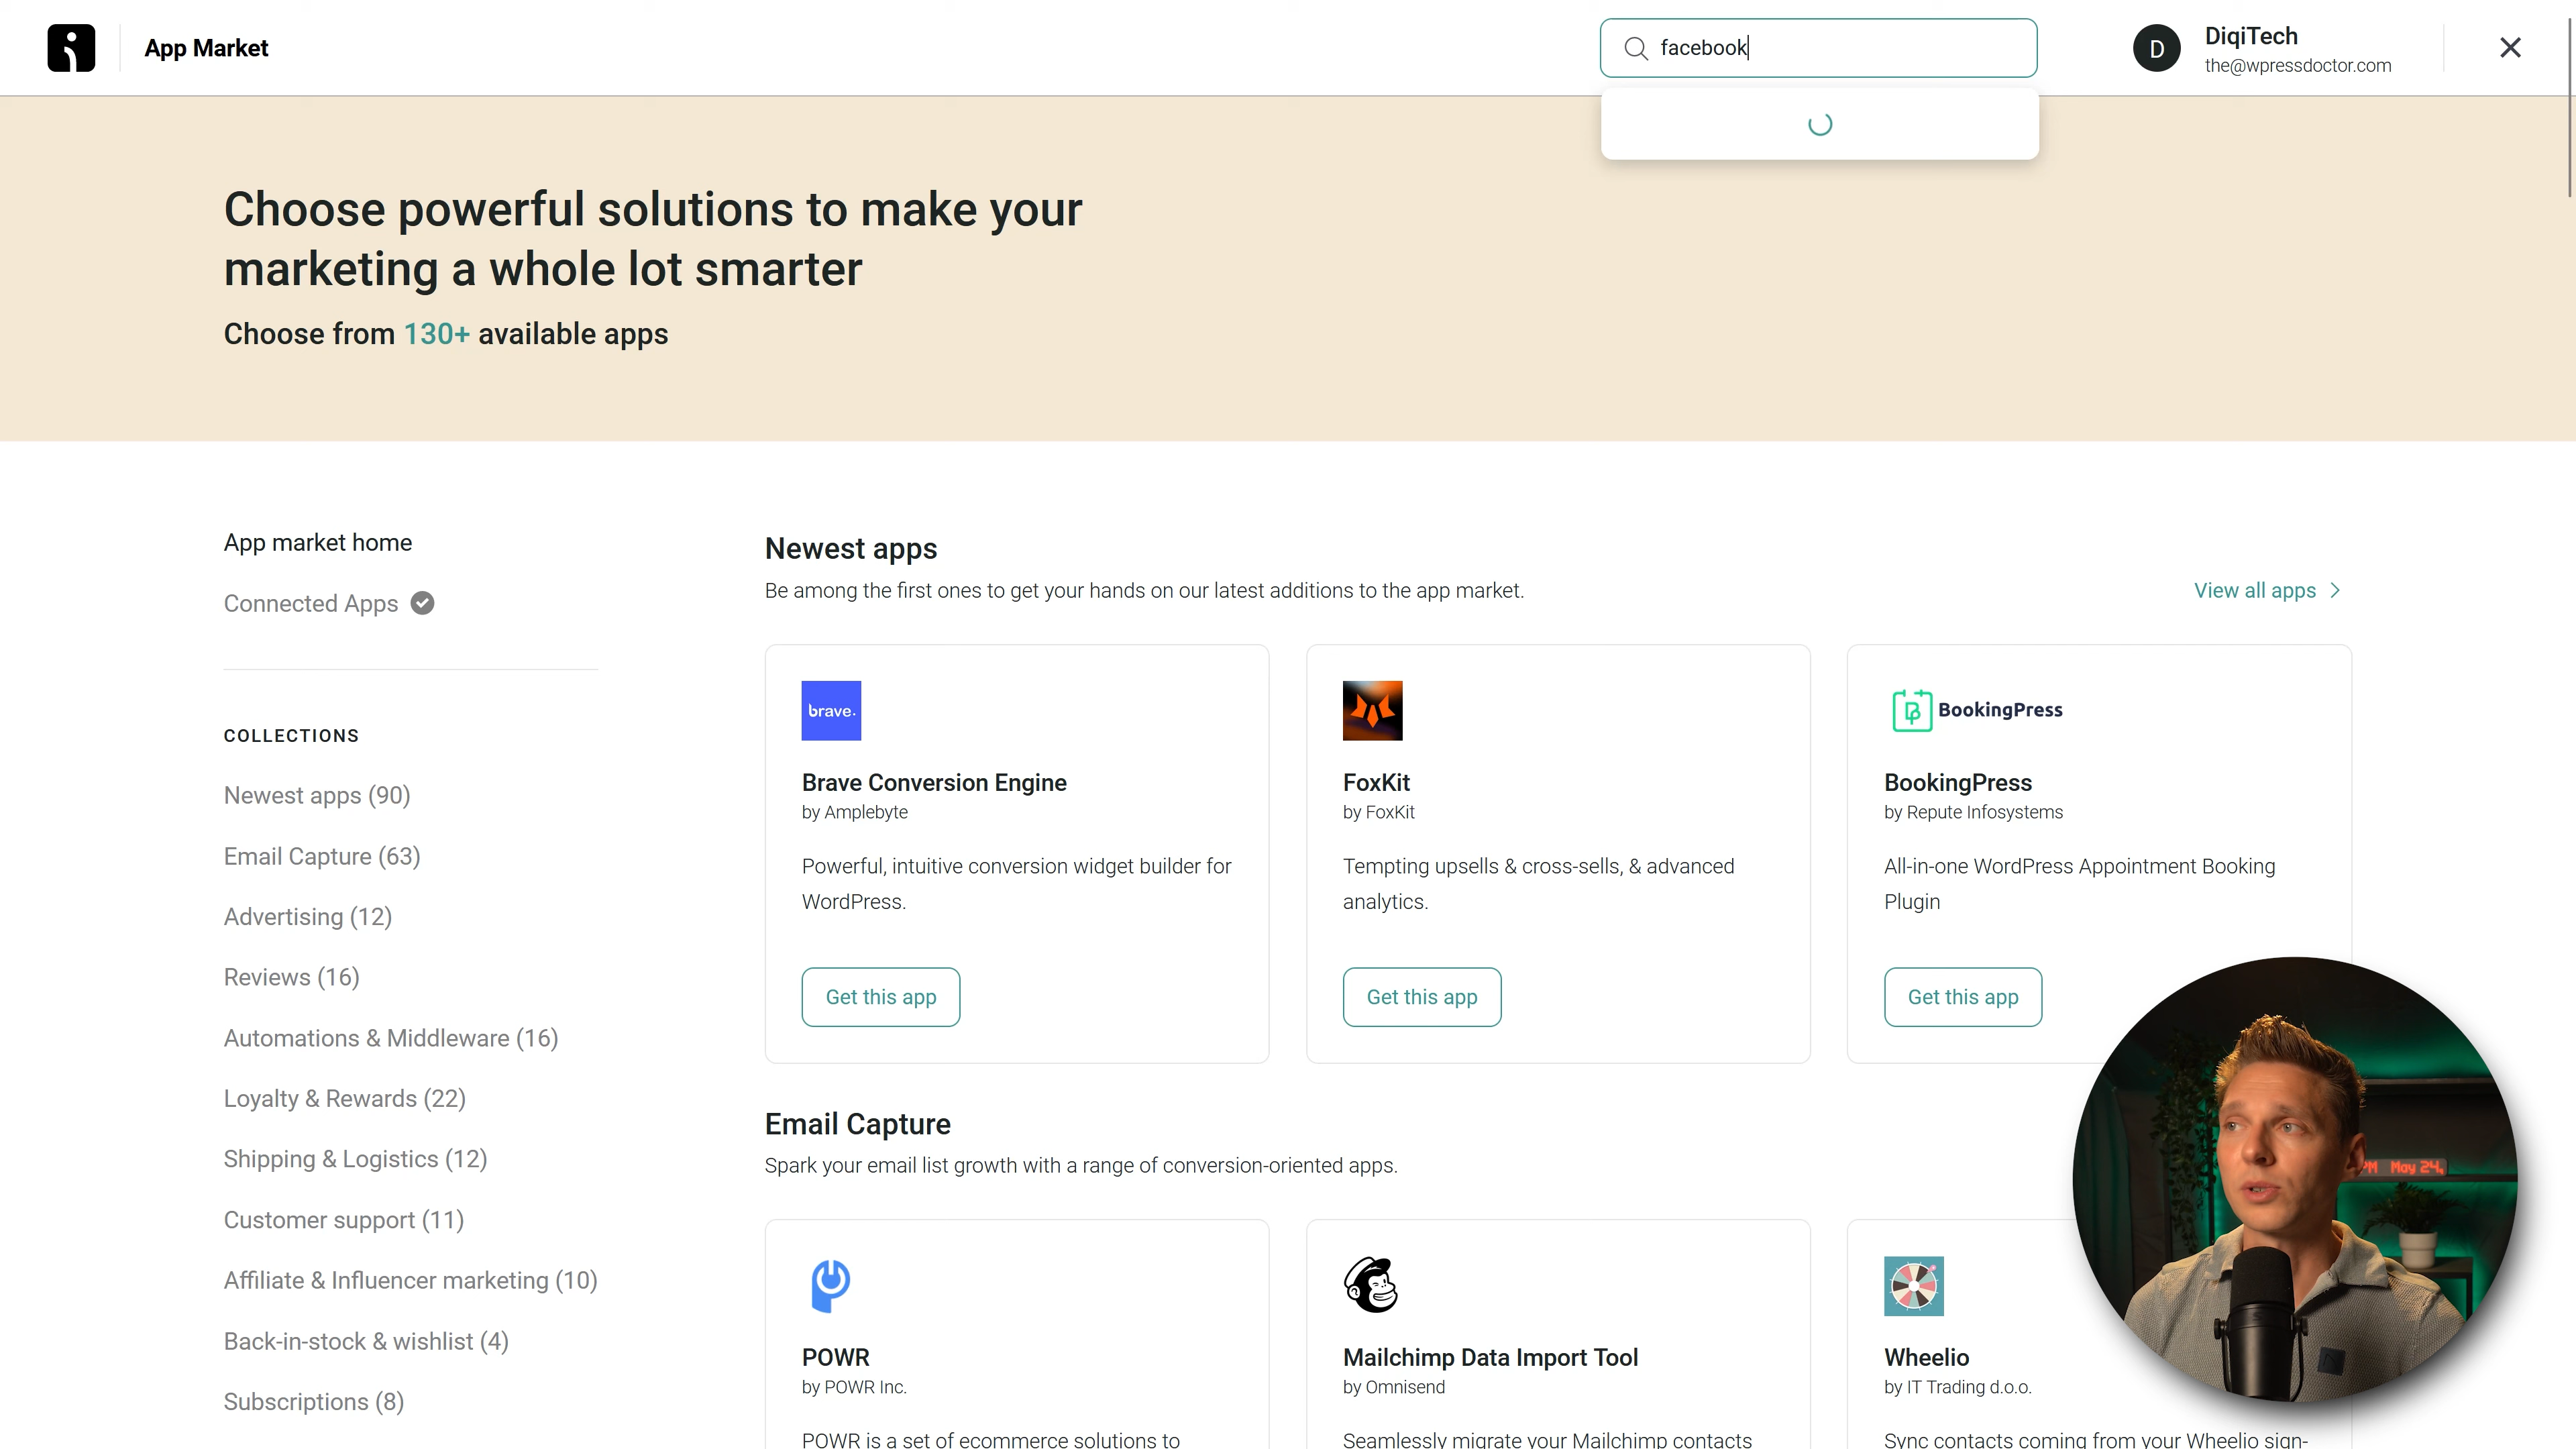 App Market
facebook
D
DiqiTech
the@wpressdoctor.com
Choose powerful solutions to make your
marketing a whole lot smarter
Choose from 130+ available apps
App market home
Connected Apps
COLLECTIONS
Newest apps (90)
Email Capture (63)
Advertising (12)
Reviews (16)
Automations & Middleware (16)
Loyalty & Rewards (22)
Shipping & Logistics (12)
Customer support (11)
Affiliate & Influencer marketing (10)
Back-in-stock & wishlist (4)
Subscriptions (8)
Newest apps
Be among the first ones to get your hands on our latest additions to the app market.
View all apps
brave.
Brave Conversion Engine
by Amplebyte
Powerful, intuitive conversion widget builder for
WordPress.
Get this app
FoxKit
by FoxKit
Tempting upsells & cross-sells, & advanced
analytics.
Get this app
BookingPress
BookingPress
by Repute Infosystems
All-in-one WordPress Appointment Booking
Plugin
Get this app
Email Capture
Spark your email list growth with a range of conversion-oriented apps.
POWR
by POWR Inc.
POWR is a set of ecommerce solutions to
Mailchimp Data Import Tool
by Omnisend
Seamlessly migrate your Mailchimp contacts
Wheelio
by IT Trading d.o.o.
Sync contacts coming from your Wheelio sign-
PM May 24,